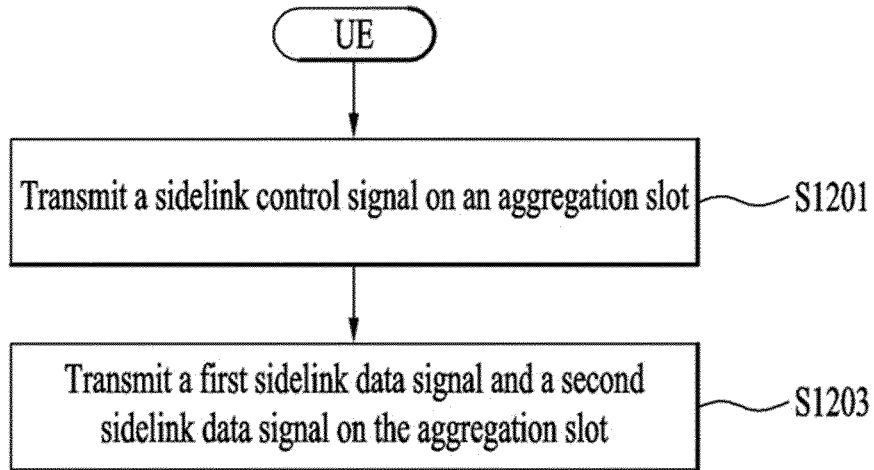 UE
Transmit a sidelink control signal on an aggregation slot
S1201
Transmit a first sidelink data signal and a second
sidelink data signal on the aggregation slot
S1203